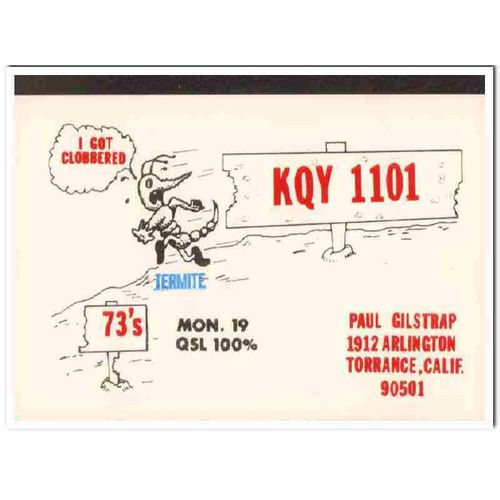 I GOT
CLOBBERED
KQY 1101
TERMITE
73's
MON. 19
QSL 100%
PAUL GILSTRAP
1912 ARLINGTON
TORRANCE, CALIF.
90501